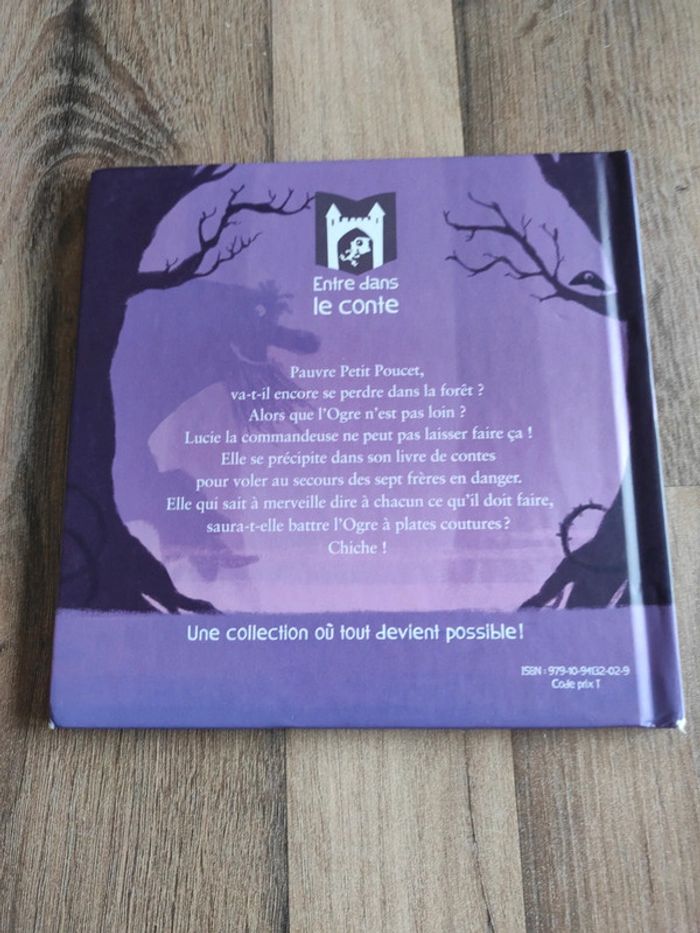 Entre dans
le conte
Pauvre Petit Poucet,
va-t-il encore se perdre dans la forêt ?
Alors que l'Ogre n'est pas loin ?
Lucie la commandeuse ne peut pas laisser faire ça !
Elle se précipite dans son livre de contes
pour voler au secours des sept frères en danger.
Elle qui sait à merveille dire à chacun ce qu'il doit faire,
saura-t-elle battre l'Ogre à plates coutures ?
Chiche !
Une collection où tout devient possible!
ISBN : 979-10-94132-02-9
Code prix T